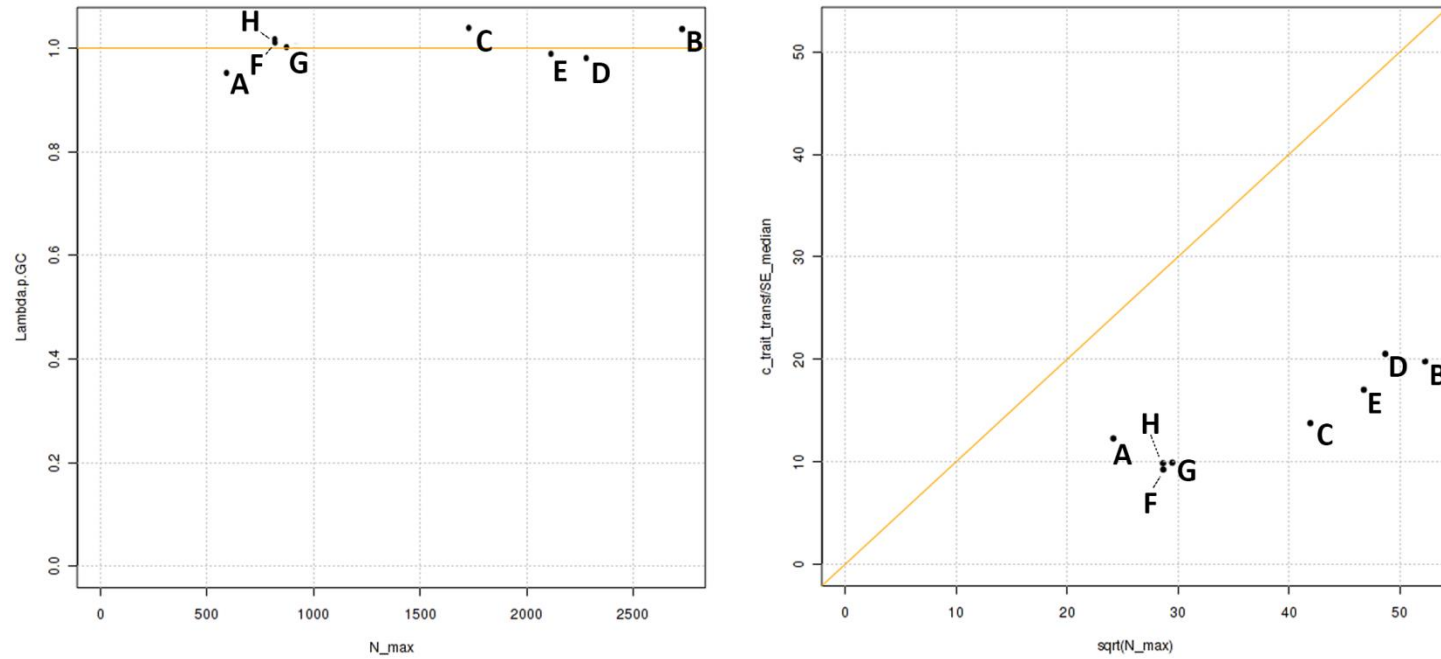 Lambda.p.GC
1.0
0.8
0.6
0.4
0.2
0.0
H
F
G
A
C
E
D
B
0
500
1000
1500
2000
2500
N_max
c_trait_transf/SE_median
50
40
30
20
10
0
H
A
G
F
C
E
D
B
0
10
20
30
40
50
sqrt(N_max)